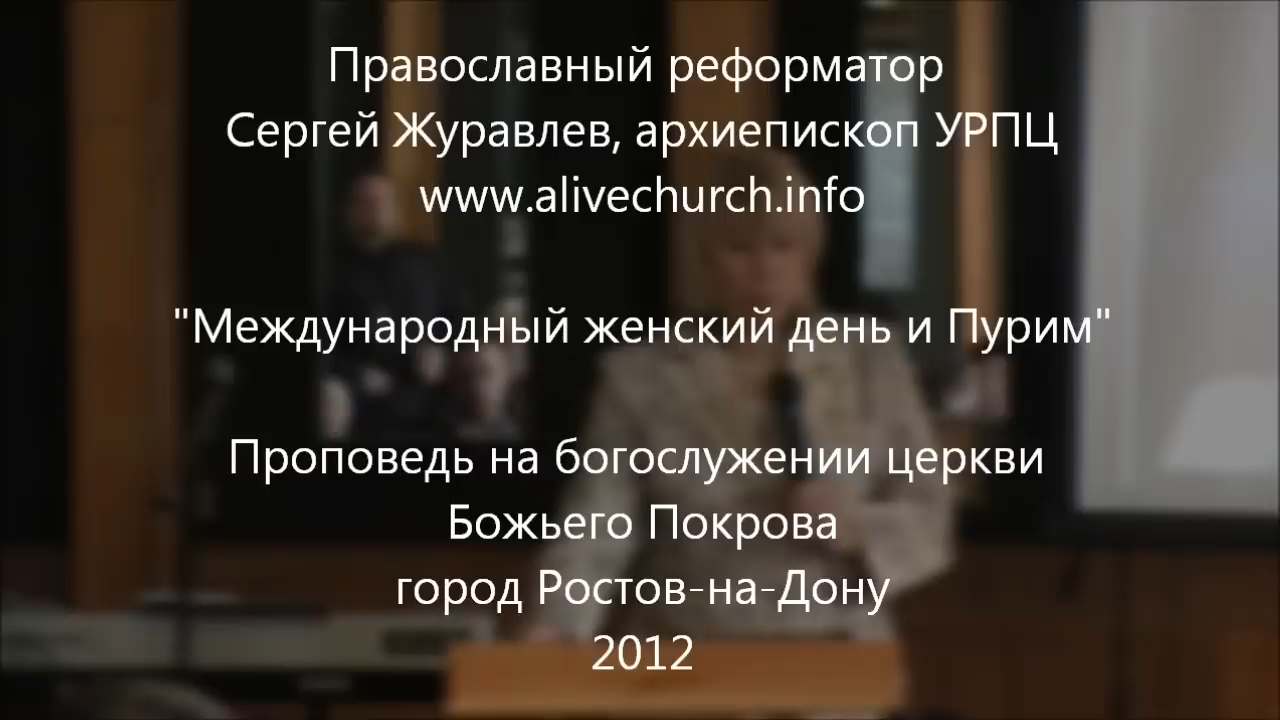 Православный реформатор
Сергей Журавлев, архиепископ УРПЦ
www.alivechurch.info
"Международный женский день и Пурим"
Проповедь на богослужении церкви
Божьего Покрова
город Ростов-на-Дону
2012